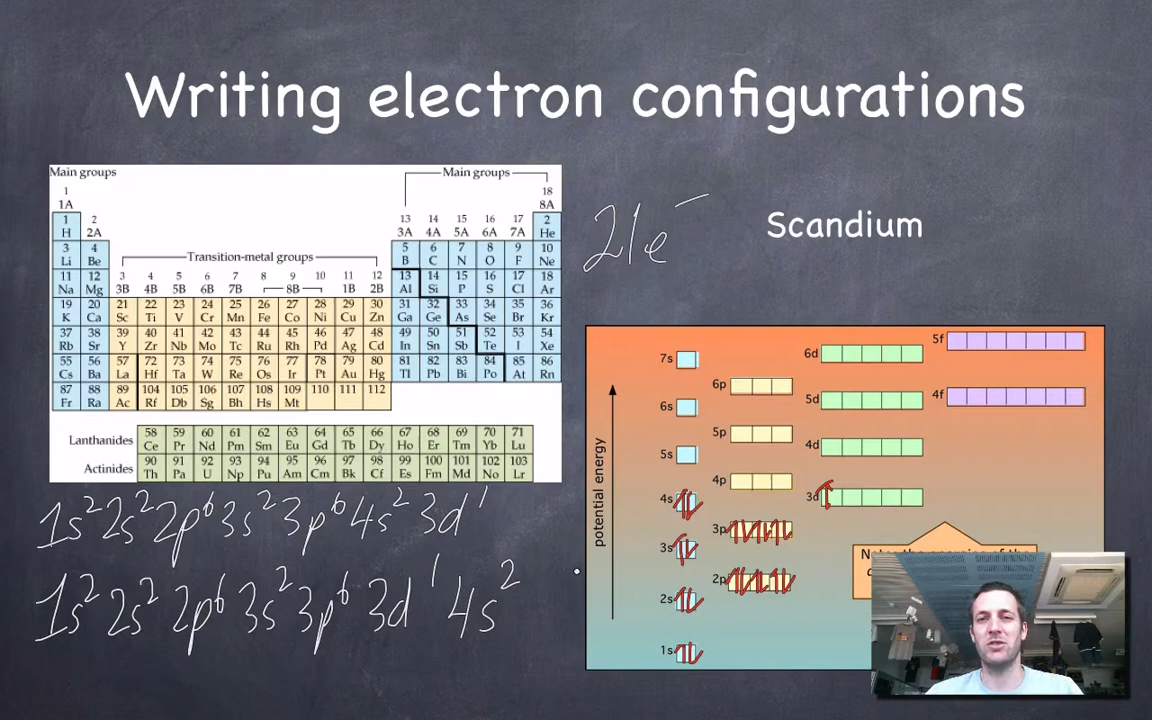 Writing electron configurations
Main groups
Main groups
1
18
1A
8A
2
13 14 15 16 17
2A
3A 4A 5A 6A 7A
1 H
2 He
3 Li
4 Be
5 B
6 C
7 N
8 O
9 F
10 Ne
Transition-metal groups
3 4 5 6 7 8 9 10 11 12
3B 4B 5B 6B 7B 8B 1B 2B
11 Na
12 Mg
13 Al
14 Si
15 P
16 S
17 Cl
18 Ar
19 K
20 Ca
21 Sc
22 Ti
23 V
24 Cr
25 Mn
26 Fe
27 Co
28 Ni
29 Cu
30 Zn
31 Ga
32 Ge
33 As
34 Se
35 Br
36 Kr
37 Rb
38 Sr
39 Y
40 Zr
41 Nb
42 Mo
43 Tc
44 Ru
45 Rh
46 Pd
47 Ag
48 Cd
49 In
50 Sn
51 Sb
52 Te
53 I
54 Xe
55 Cs
56 Ba
57 La
72 Hf
73 Ta
74 W
75 Re
76 Os
77 Ir
78 Pt
79 Au
80 Hg
81 Tl
82 Pb
83 Bi
84 Po
85 At
86 Rn
87 Fr
88 Ra
89 Ac
104 Rf
105 Db
106 Sg
107 Bh
108 Hs
109 Mt
110
111
112
Lanthanides
58 Ce
59 Pr
60 Nd
61 Pm
62 Sm
63 Eu
64 Gd
65 Tb
66 Dy
67 Ho
68 Er
69 Tm
70 Yb
71 Lu
Actinides
90 Th
91 Pa
92 U
93 Np
94 Pu
95 Am
96 Cm
97 Bk
98 Cf
99 Es
100 Fm
101 Md
102 No
103 Lr
21e⁻
Scandium
potential energy
7s
6d
5f
6p
6s
5d
4f
5p
5s
4d
4p
4s
3d
3p
3s
2p
2s
1s
1s² 2s² 2p⁶ 3s² 3p⁶ 4s² 3d¹
1s² 2s² 2p⁶ 3s² 3p⁶ 3d¹ 4s²